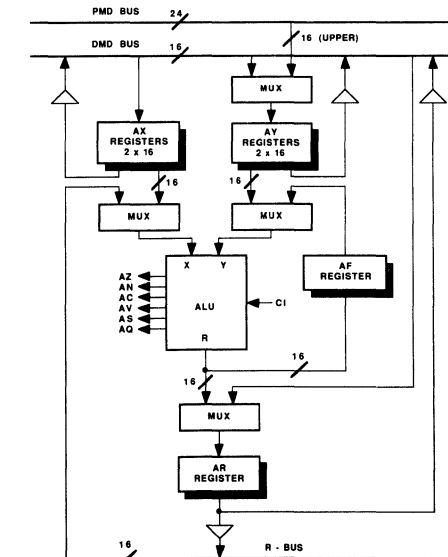 PMD BUS 24
16 (UPPER)
DMD BUS 16
MUX
AX
REGISTERS
2 x 16
AY
REGISTERS
2 x 16
16
16
MUX
MUX
X Y
AF
REGISTER
AZ
AN
AC
AV
AS
AQ
ALU
CI
R
16
16
MUX
AR
REGISTER
16
R - BUS